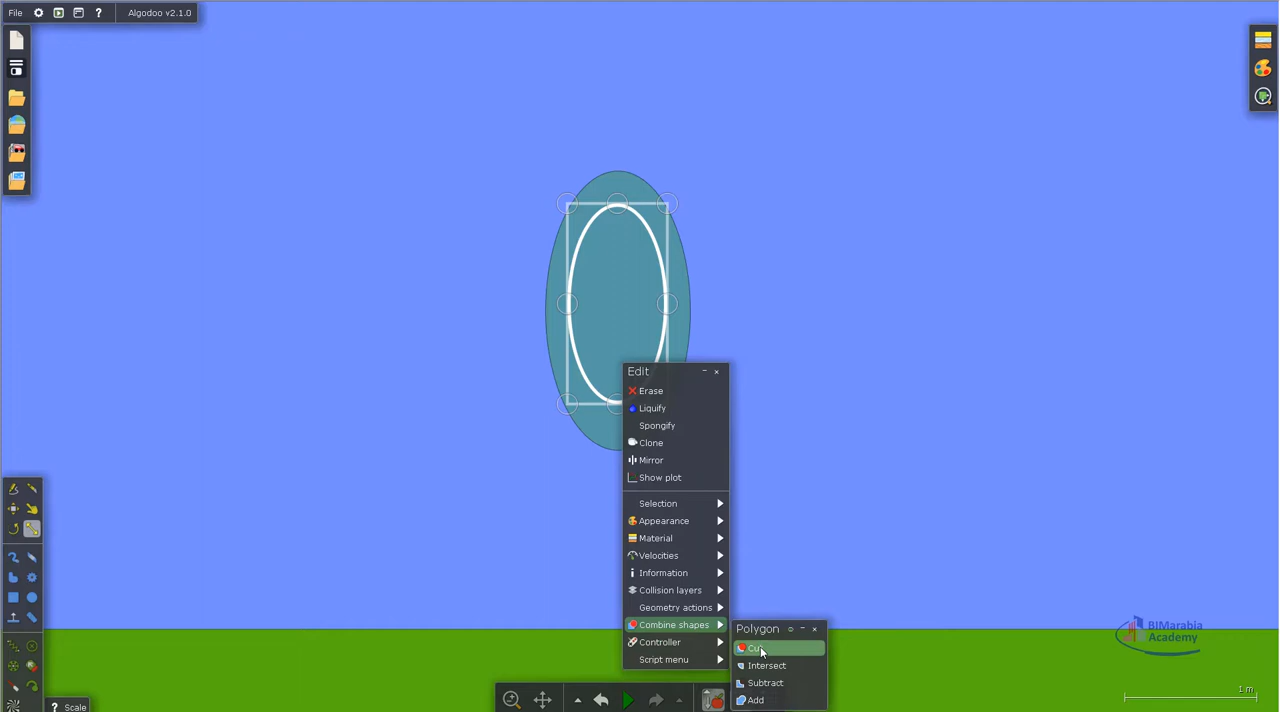 File
Algodoo v2.1.0
Edit
Erase
Liquify
Spongify
Clone
Mirror
Show plot
Selection
Appearance
Material
Velocities
Information
Collision layers
Geometry actions
Combine shapes
Controller
Script menu
Polygon
Intersect
Subtract
Add
BIMarabia
Academy
1 m
? Scale